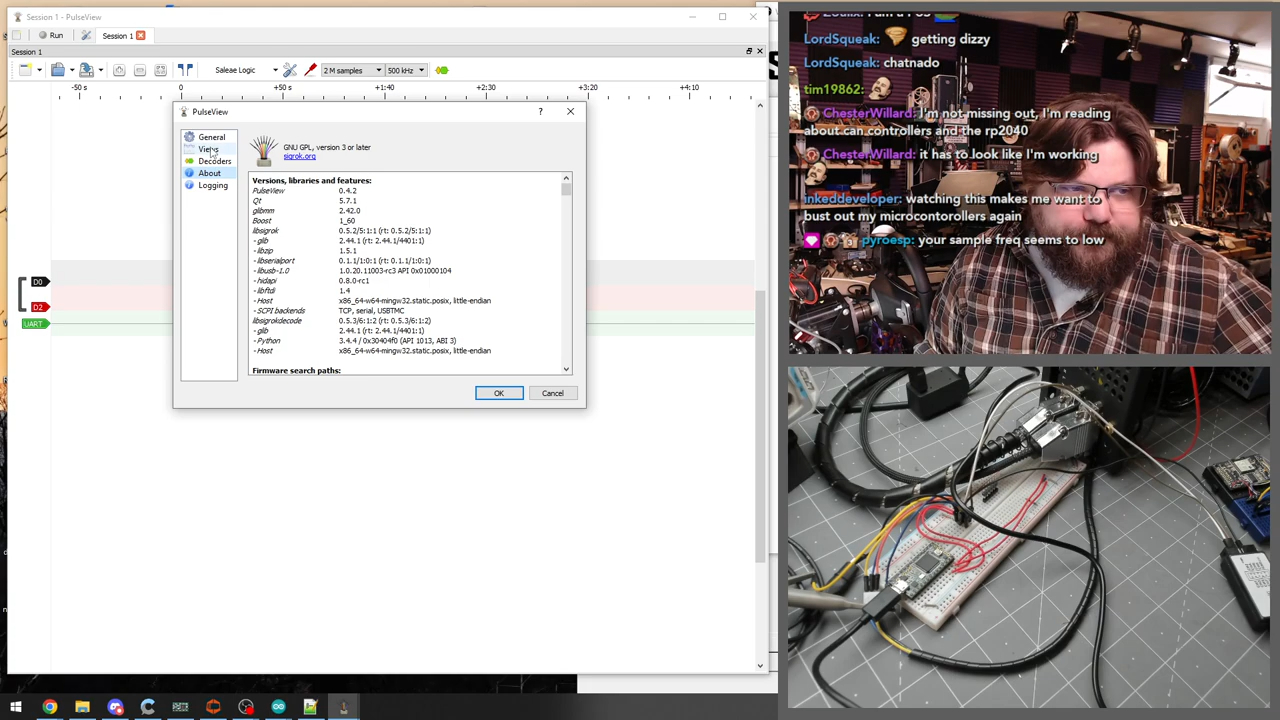 Session 1 - PulseView
Run
Session 1
Session 1
Saleae Logic
2 M samples
500 kHz
-50 s
0
+50 s
+1:40
+2:30
+3:20
+4:10
D0
D2
UART
PulseView
?
General
Views
Decoders
About
Logging
GNU GPL, version 3 or later
sigrok.org
Versions, libraries and features:
PulseView 0.4.2
Qt 5.7.1
glibmm 2.42.0
Boost 1_60
libsigrok 0.5.2/5:1:1 (rt: 0.5.2/5:1:1)
- glib 2.44.1 (rt: 2.44.1/4401:1)
- libzip 1.5.1
- libserialport 0.1.1/1:0:1 (rt: 0.1.1/1:0:1)
- libusb-1.0 1.0.20.11003-rc3 API 0x01000104
- hidapi 0.8.0-rc1
- libftdi 1.4
- Host x86_64-w64-mingw32.static.posix, little-endian
- SCPI backends TCP, serial, USBTMC
libsigrokdecode 0.5.3/6:1:2 (rt: 0.5.3/6:1:2)
- glib 2.44.1 (rt: 2.44.1/4401:1)
- Python 3.4.4 / 0x30404f0 (API 1013, ABI 3)
- Host x86_64-w64-mingw32.static.posix, little-endian
Firmware search paths:
OK
Cancel
LordSqueak: getting dizzy
LordSqueak: chatnado
tim19862:
ChesterWillard: I'm not missing out, I'm reading
about can controllers and the rp2040
ChesterWillard: it has to look like I'm working
inkeddeveloper: watching this makes me want to
bust out my microcontorollers again
pyroesp: your sample freq seems to low